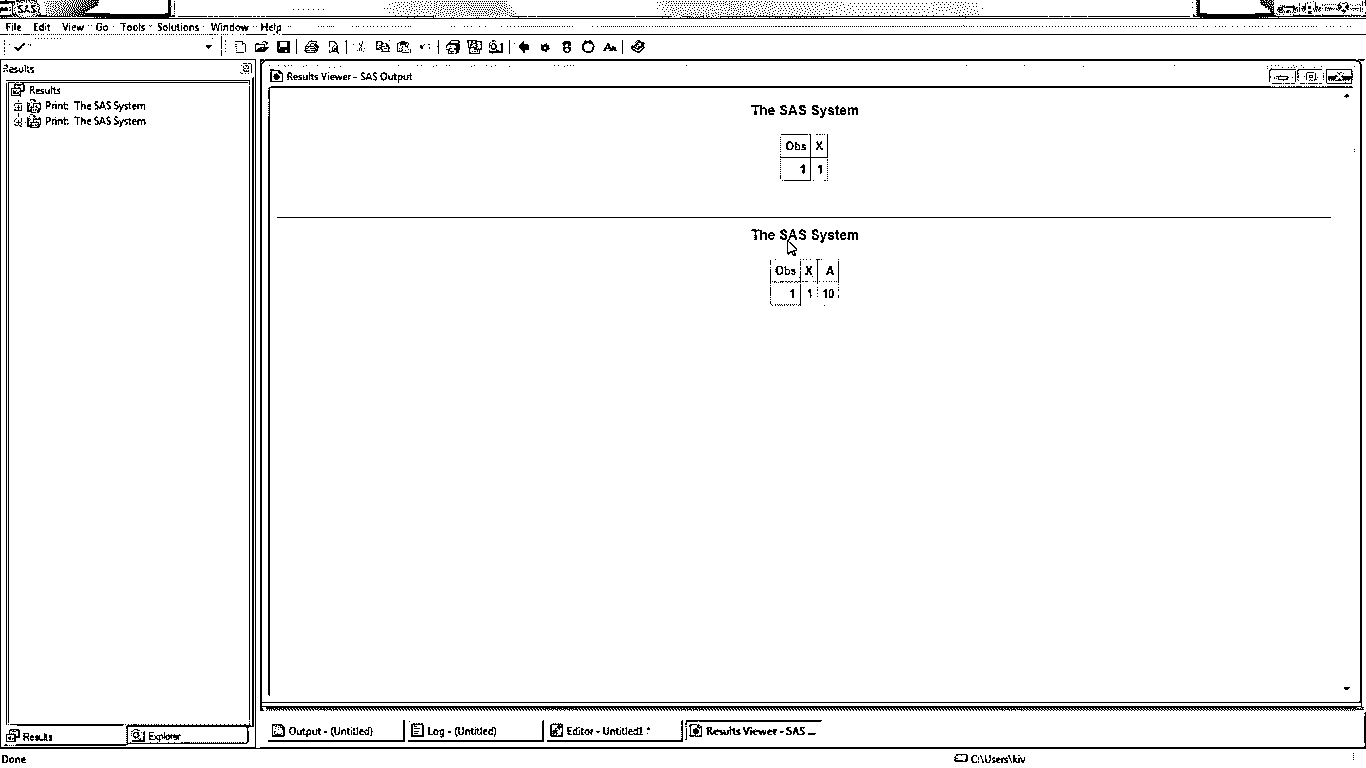 SAS
File Edit View Go Tools Solutions Window Help
Results
Results
Print: The SAS System
Print: The SAS System
Results Viewer - SAS Output
The SAS System
Obs X
1 1
The SAS System
Obs X A
1 1 10
Results Explorer
Output - (Untitled) Log - (Untitled) Editor - Untitled1 * Results Viewer - SAS ...
Done C:\Users\kiv